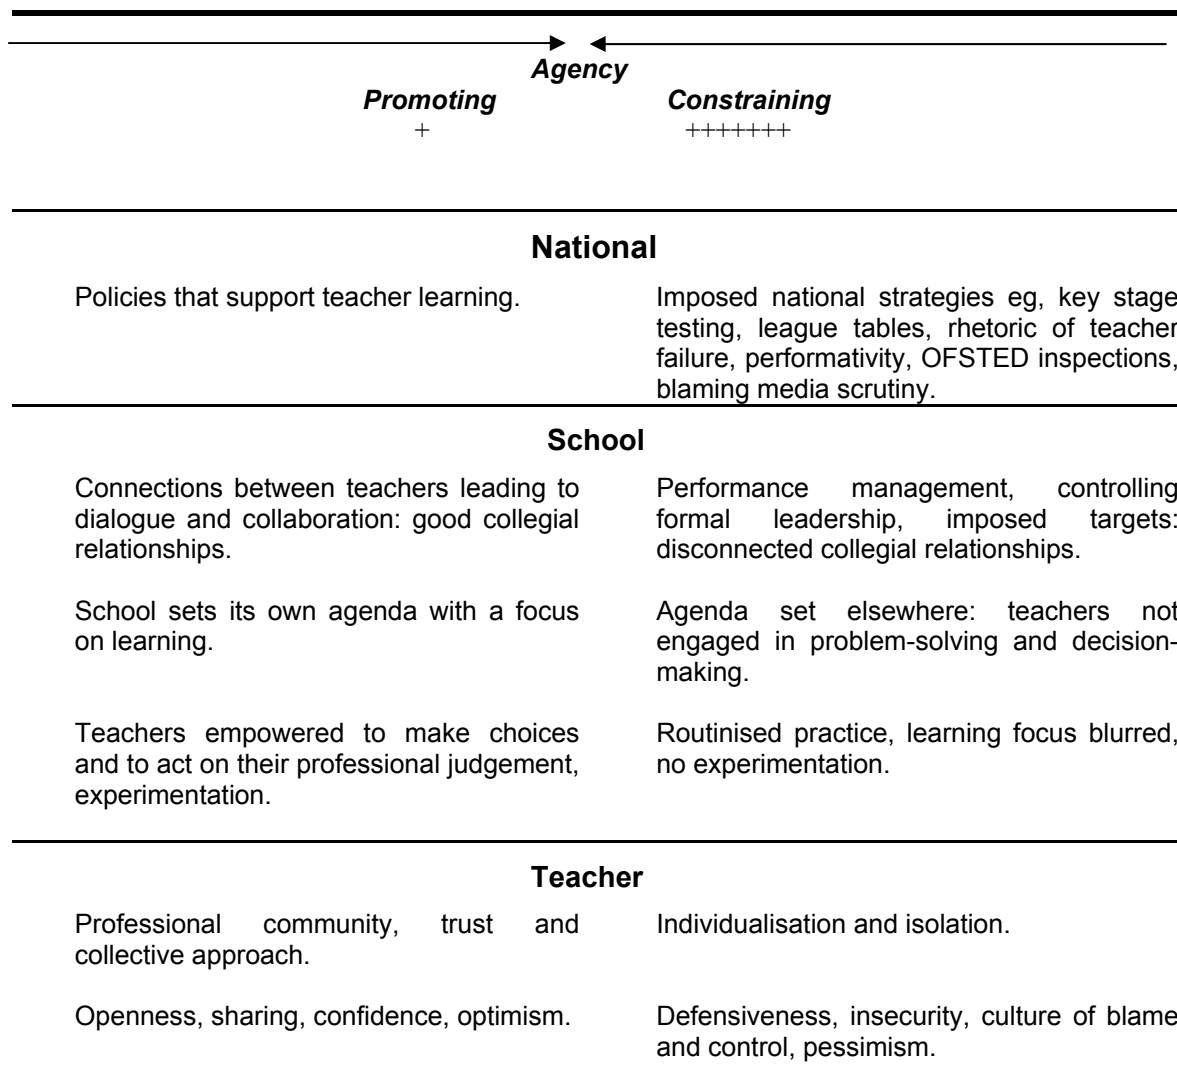 Agency
Promoting Constraining
+ +++++++
National
Policies that support teacher learning.
Imposed national strategies eg, key stage
testing, league tables, rhetoric of teacher
failure, performativity, OFSTED inspections,
blaming media scrutiny.
School
Connections between teachers leading to
dialogue and collaboration: good collegial
relationships.
Performance management, controlling
formal leadership, imposed targets:
disconnected collegial relationships.
School sets its own agenda with a focus
on learning.
Agenda set elsewhere: teachers not
engaged in problem-solving and decision-
making.
Teachers empowered to make choices
and to act on their professional judgement,
experimentation.
Routinised practice, learning focus blurred,
no experimentation.
Teacher
Professional community, trust and
collective approach.
Individualisation and isolation.
Openness, sharing, confidence, optimism.
Defensiveness, insecurity, culture of blame
and control, pessimism.